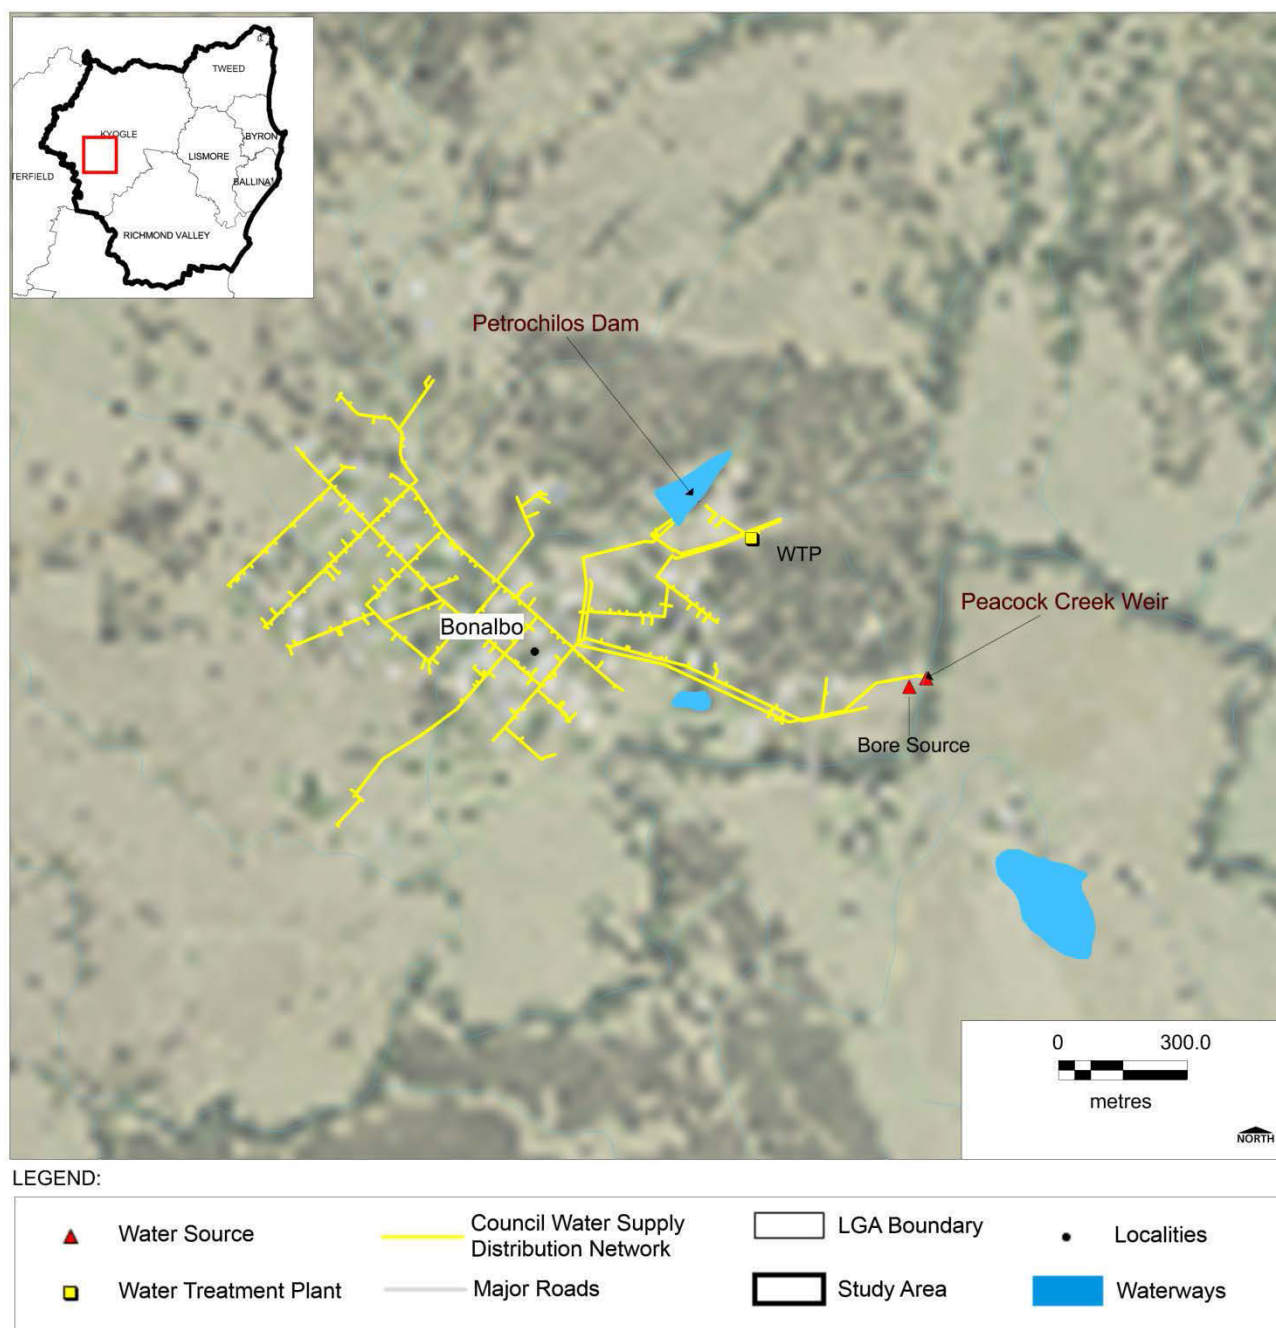 TWEED
KYOGLE
BYRON
LISMORE
TERFIELD
BALLINA
RICHMOND VALLEY
Petrochilos Dam
WTP
Peacock Creek Weir
Bonalbo
Bore Source
0 300.0
metres
NORTH
LEGEND:
Water Source
Council Water Supply
Distribution Network
LGA Boundary
Localities
Water Treatment Plant
Major Roads
Study Area
Waterways